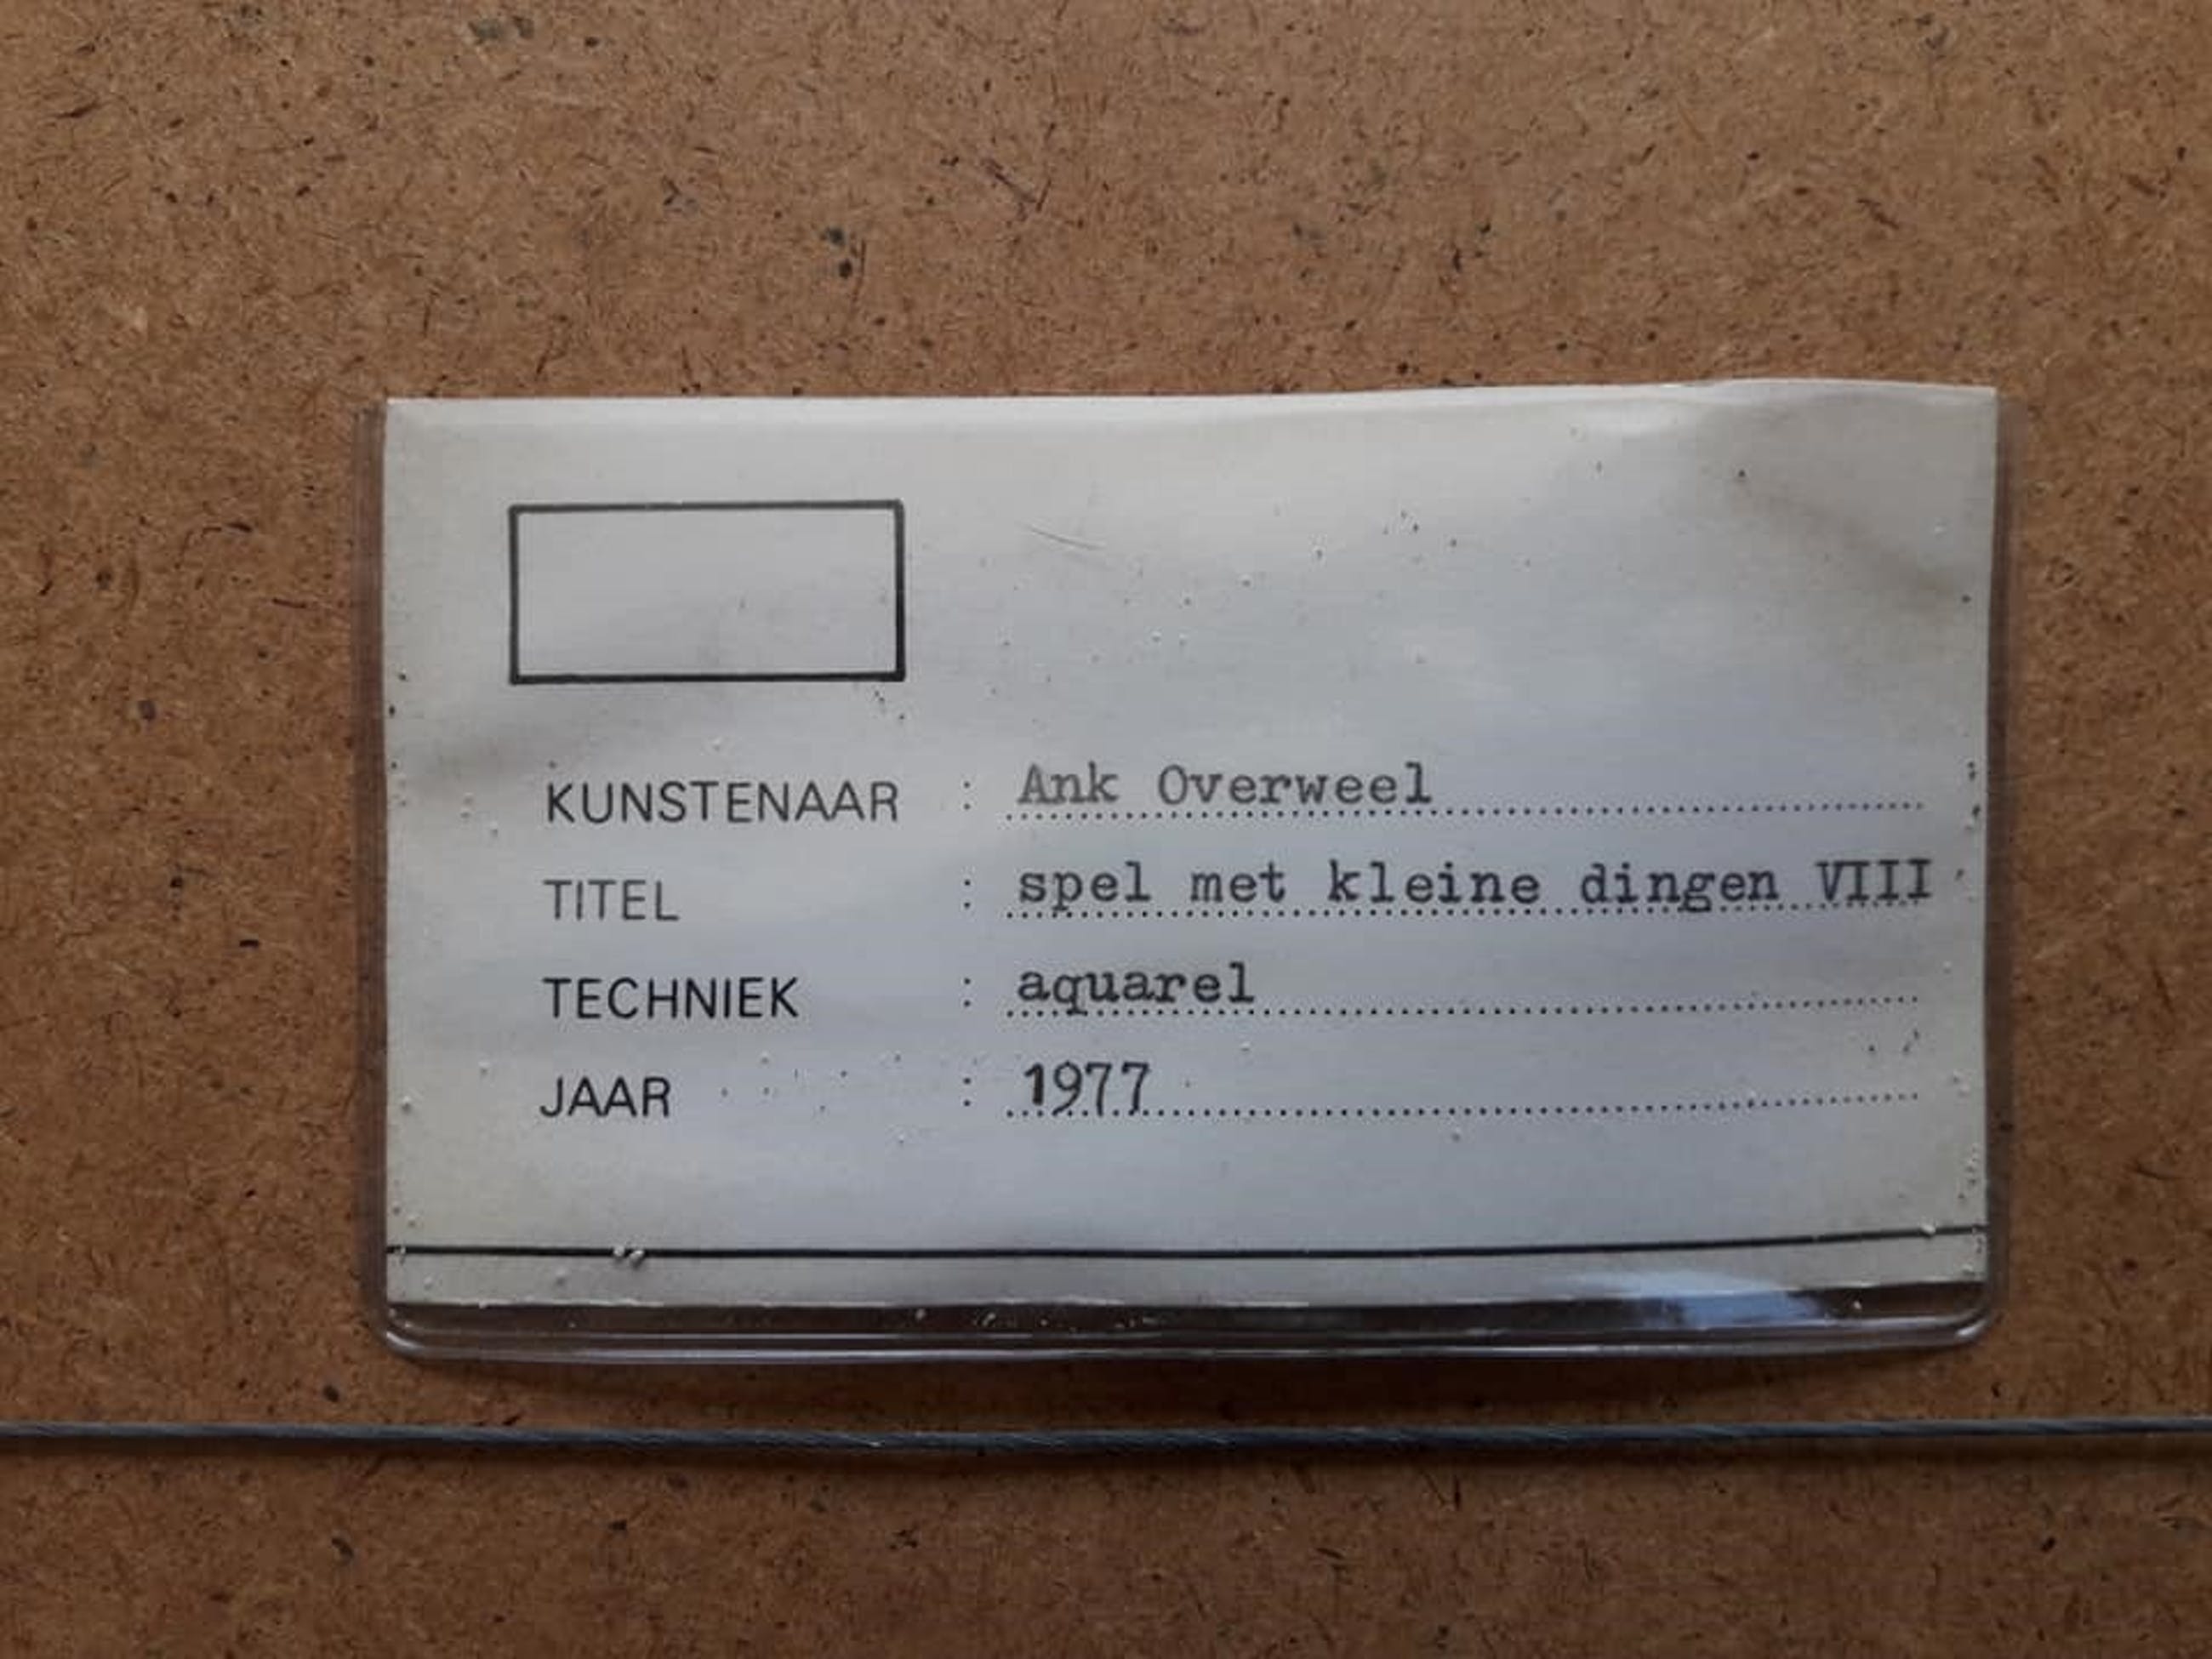 KUNSTENAAR : Ank Overweel
TITEL : spel met kleine dingen VIII
TECHNIEK : aquarel
JAAR : 1977